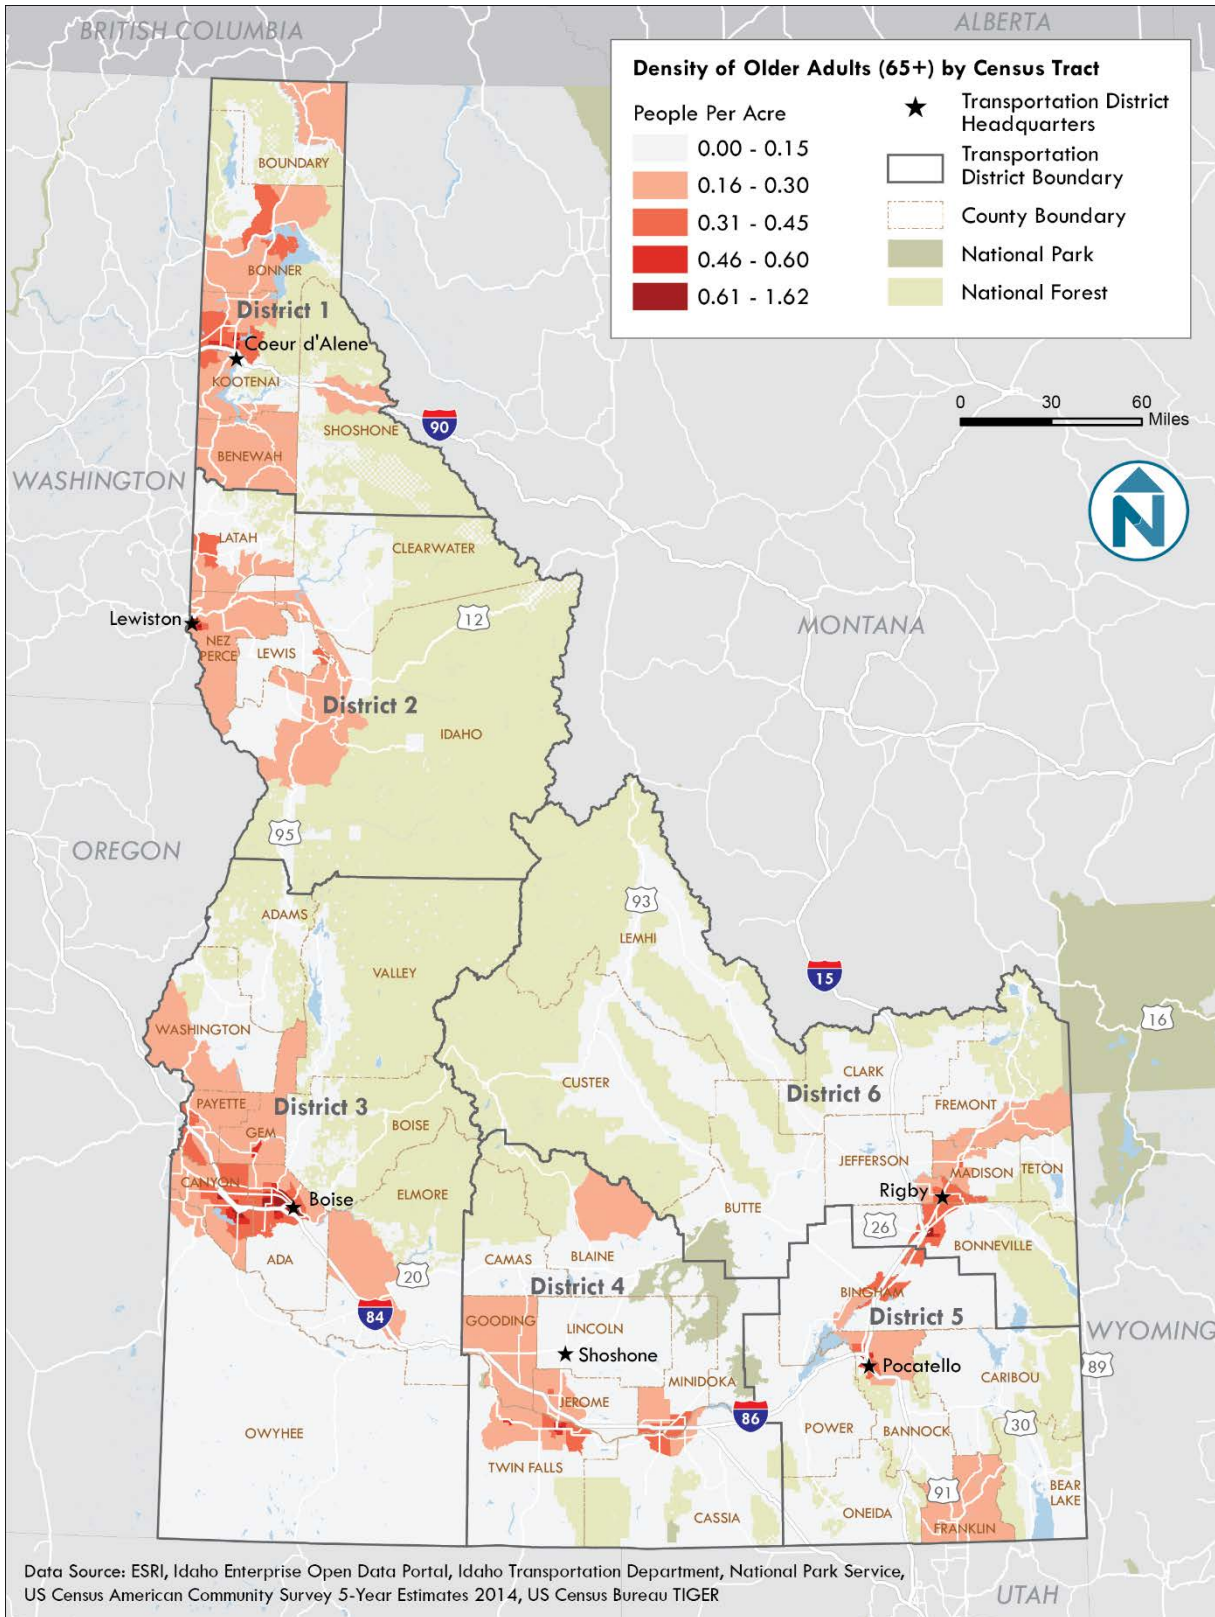 BRITISH COLUMBIA
ALBERTA
Density of Older Adults (65+) by Census Tract
People Per Acre
0.00 - 0.15
0.16 - 0.30
0.31 - 0.45
0.46 - 0.60
0.61 - 1.62
Transportation District
Headquarters
Transportation
District Boundary
County Boundary
National Park
National Forest
0 30 60
Miles
N
BOUNDARY
BONNER
District 1
Coeur d'Alene
KOOTENAI
90
SHOSHONE
BENEWAH
WASHINGTON
LATAH
CLEARWATER
Lewiston
12
NEZ
PERCE
LEWIS
MONTANA
District 2
IDAHO
95
OREGON
93
ADAMS
LEMHI
VALLEY
15
16
WASHINGTON
CLARK
CUSTER
District 6
FREMONT
PAYETTE
District 3
GEM
BOISE
JEFFERSON
MADISON
TETON
CANYON
Rigby
Boise
ELMORE
BUTTE
26
BONNEVILLE
ADA
20
CAMAS
BLAINE
District 4
BINGHAM
District 5
84
GOODING
LINCOLN
WYOMING
Shoshone
Pocatello
89
MINIDOKA
CARIBOU
JEROME
86
30
OWYHEE
POWER
BANNOCK
TWIN FALLS
91
BEAR
LAKE
CASSIA
ONEIDA
FRANKLIN
Data Source: ESRI, Idaho Enterprise Open Data Portal, Idaho Transportation Department, National Park Service,
US Census American Community Survey 5-Year Estimates 2014, US Census Bureau TIGER
UTAH